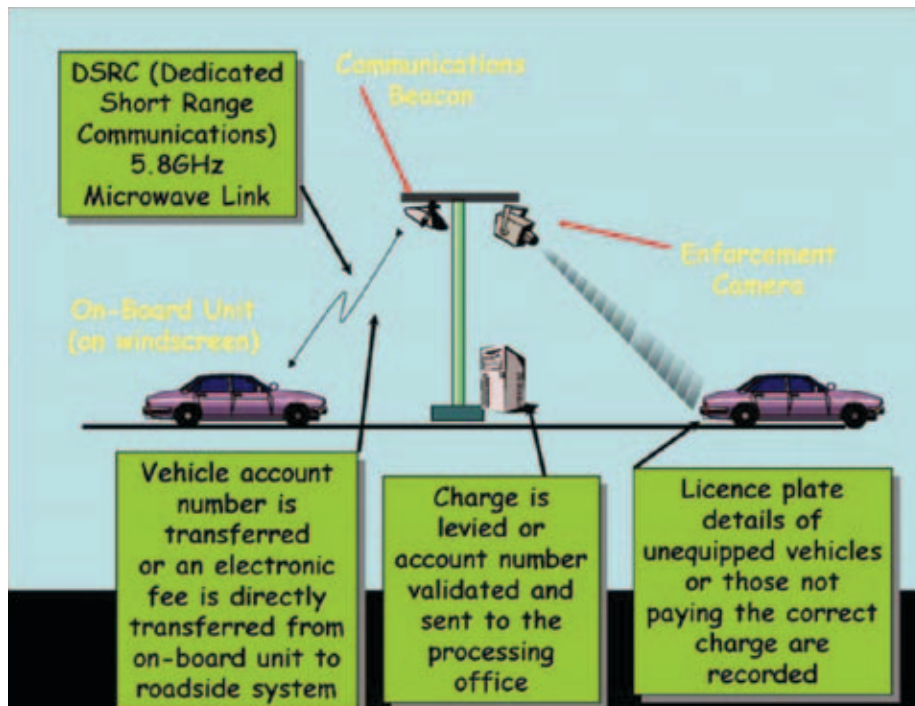 DSRC (Dedicated
Short Range
Communications)
5.8GHz
Microwave Link
Communications
Beacon
Enforcement
Camera
On-Board Unit
(on windscreen)
Vehicle account
number is
transferred
or an electronic
fee is directly
transferred from
on-board unit to
roadside system
Charge is
levied or
account number
validated and
sent to the
processing
office
Licence plate
details of
unequipped vehicles
or those not
paying the correct
charge are
recorded